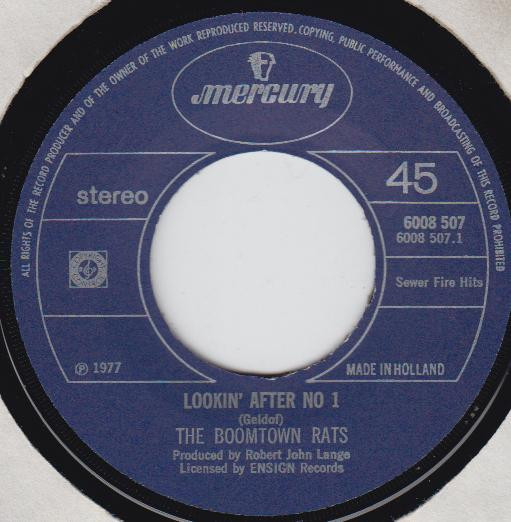 ALL RIGHTS OF THE RECORD PRODUCER AND OF THE OWNER OF THE WORK REPRODUCED RESERVED. COPYING, PUBLIC PERFORMANCE AND BROADCASTING OF THIS RECORD PROHIBITED
mercury
stereo
45
6008 507
6008 507.1
Sewer Fire Hits
℗ 1977
MADE IN HOLLAND
LOOKIN' AFTER NO 1
(Geldof)
THE BOOMTOWN RATS
Produced by Robert John Lange
Licensed by ENSIGN Records